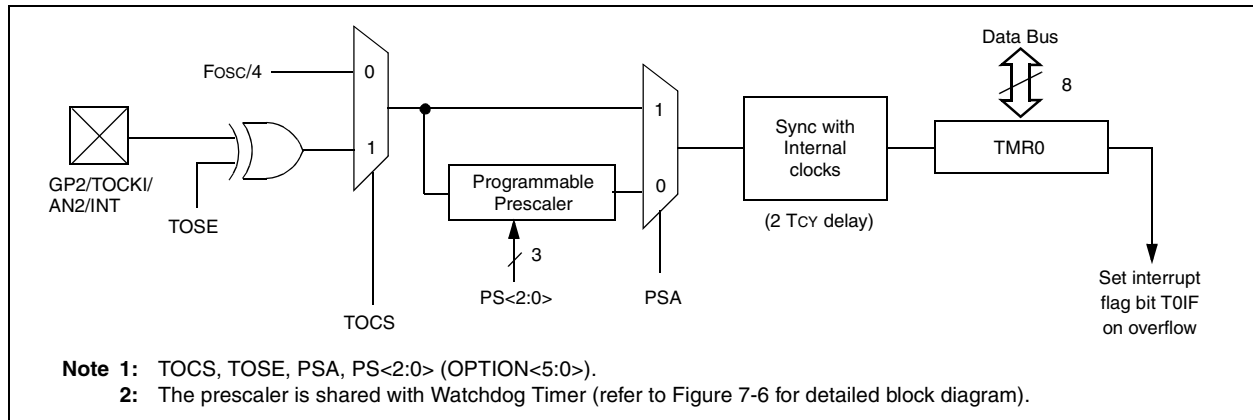 Data Bus
8
FOSC/4
0
1
1
0
Sync with
Internal
clocks
TMR0
Programmable
Prescaler
GP2/TOCKI/
AN2/INT
TOSE
(2 TCY delay)
3
PS<2:0>
PSA
TOCS
Set interrupt
flag bit T0IF
on overflow
Note 1: TOCS, TOSE, PSA, PS<2:0> (OPTION<5:0>).
2: The prescaler is shared with Watchdog Timer (refer to Figure 7-6 for detailed block diagram).